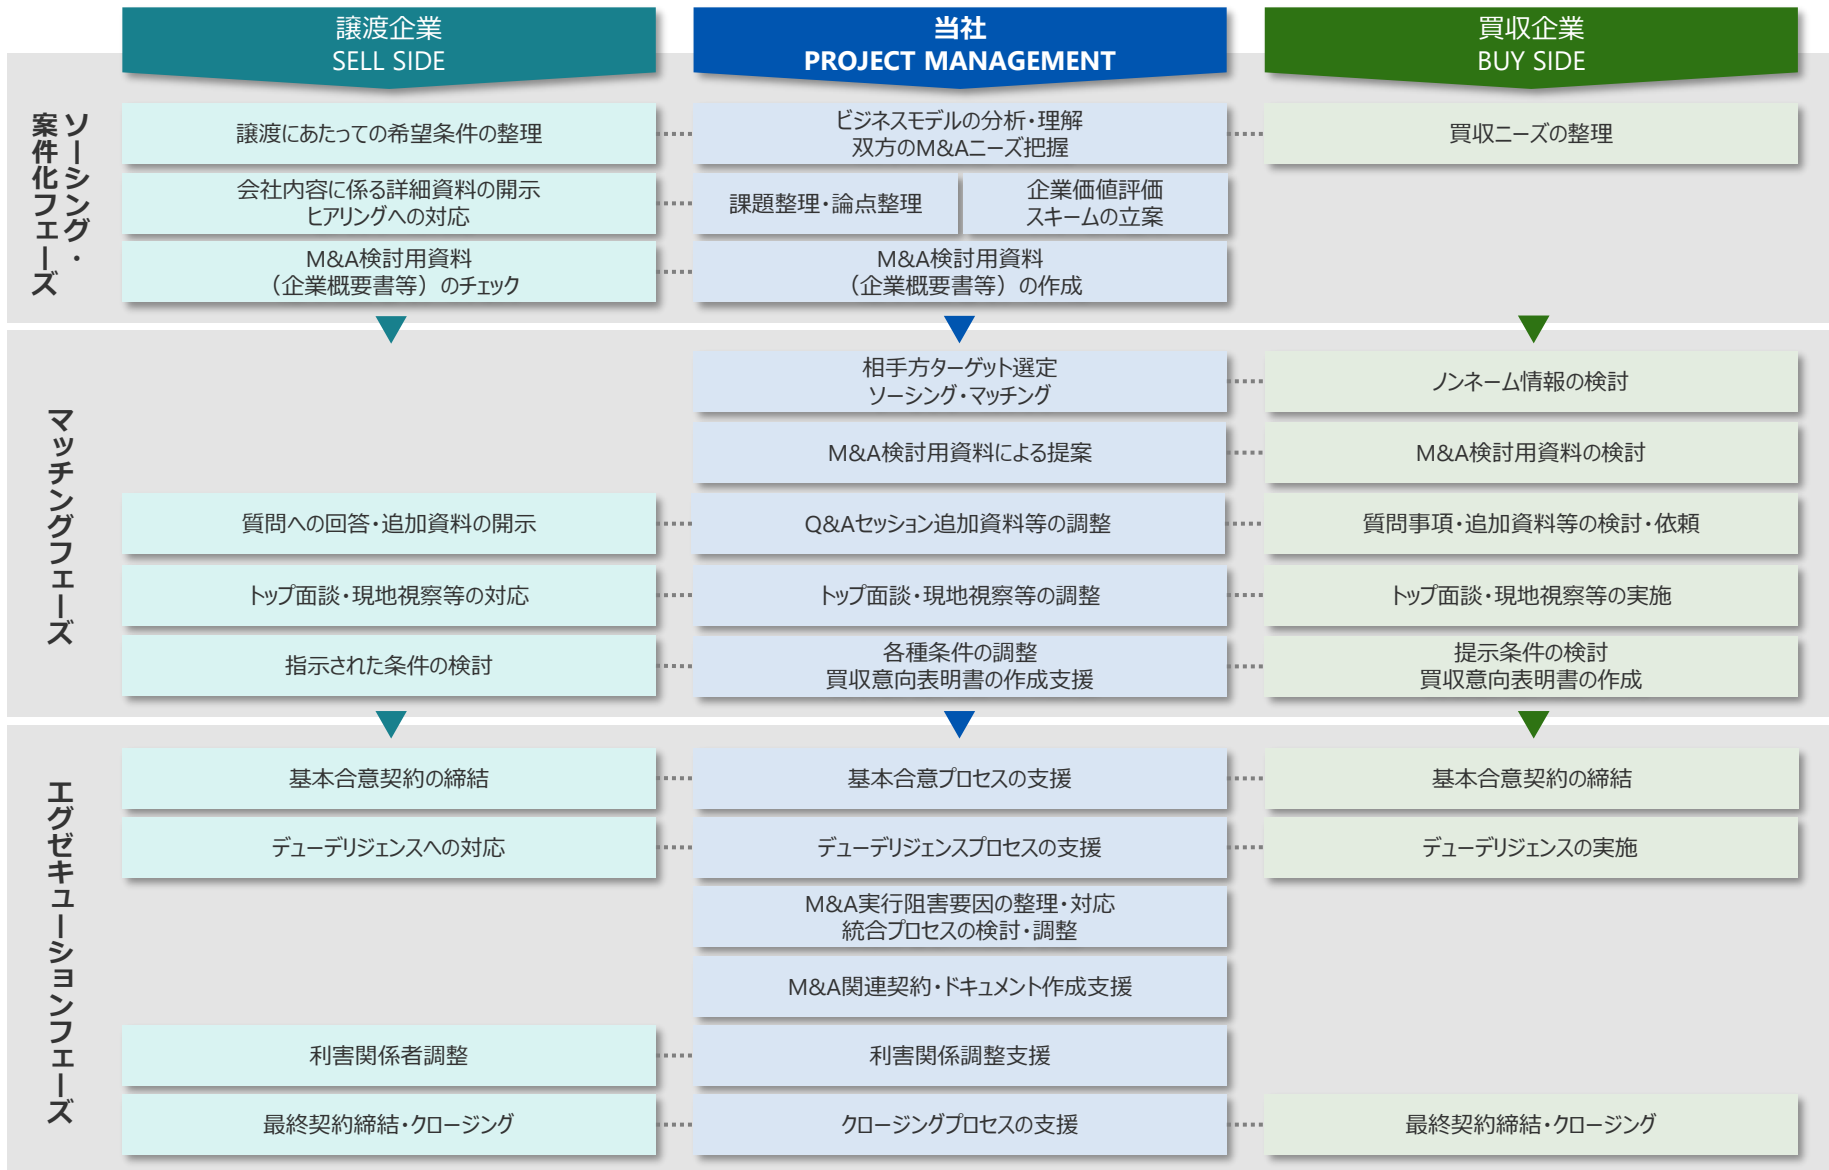 譲渡企業
SELL SIDE
当社
PROJECT MANAGEMENT
買収企業
BUY SIDE
ソーシング・
案件化フェーズ
譲渡にあたっての希望条件の整理
ビジネスモデルの分析・理解
双方のM&Aニーズ把握
買収ニーズの整理
会社内容に係る詳細資料の開示
ヒアリングへの対応
課題整理・論点整理
企業価値評価
スキームの立案
M&A検討用資料
（企業概要書等）のチェック
M&A検討用資料
（企業概要書等）の作成
マッチングフェーズ
相手方ターゲット選定
ソーシング・マッチング
ノンネーム情報の検討
M&A検討用資料による提案
M&A検討用資料の検討
質問への回答・追加資料の開示
Q&Aセッション追加資料等の調整
質問事項・追加資料等の検討・依頼
トップ面談・現地視察等の対応
トップ面談・現地視察等の調整
トップ面談・現地視察等の実施
指示された条件の検討
各種条件の調整
買収意向表明書の作成支援
提示条件の検討
買収意向表明書の作成
エグゼキューションフェーズ
基本合意契約の締結
基本合意プロセスの支援
基本合意契約の締結
デューデリジェンスへの対応
デューデリジェンスプロセスの支援
デューデリジェンスの実施
M&A実行阻害要因の整理・対応
統合プロセスの検討・調整
M&A関連契約・ドキュメント作成支援
利害関係者調整
利害関係調整支援
最終契約締結・クロージング
クロージングプロセスの支援
最終契約締結・クロージング